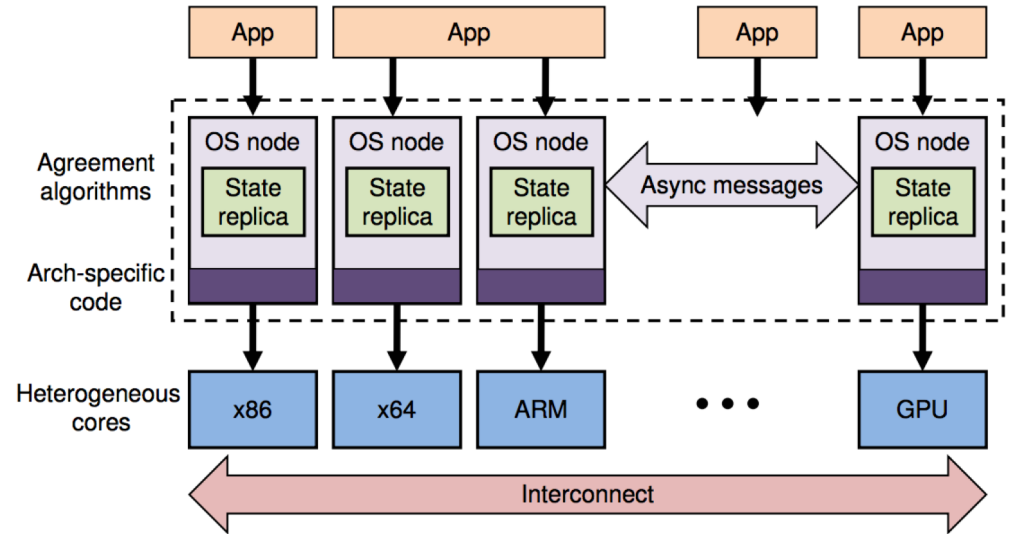 App
App
App
App
OS node
OS node
OS node
OS node
Agreement
algorithms
State
replica
State
replica
State
replica
Async messages
State
replica
Arch-specific
code
Heterogeneous
cores
x86
x64
ARM
GPU
Interconnect